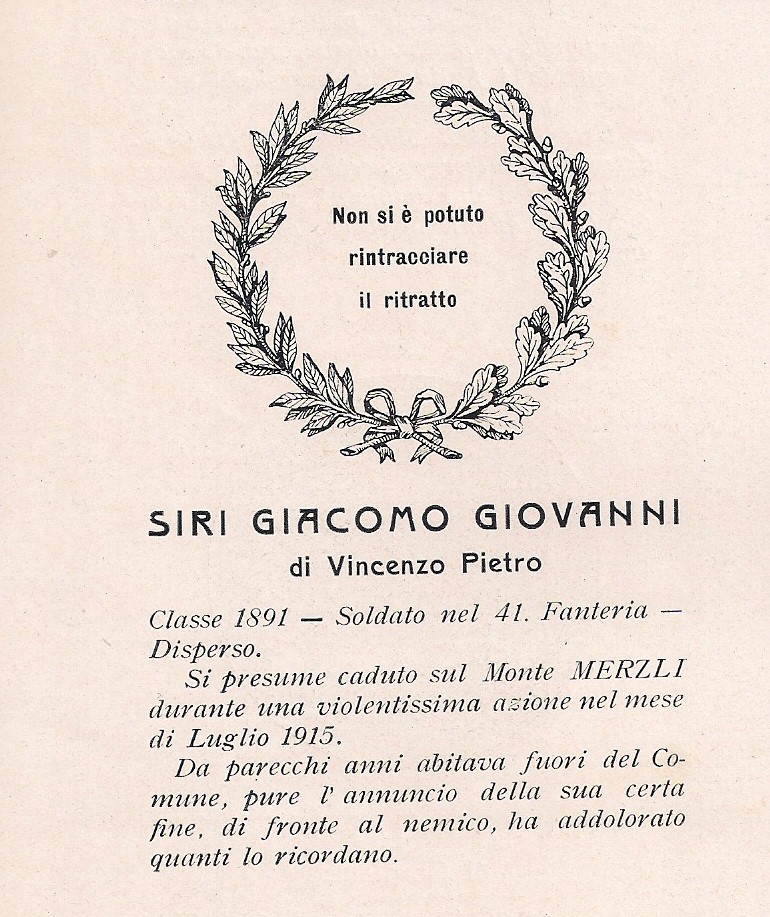 Non si è potuto
rintracciare
il ritratto
SIRI GIACOMO GIOVANNI
di Vincenzo Pietro
Classe 1891 — Soldato nel 41. Fanteria —
Disperso.
Si presume caduto sul Monte MERZLI
durante una violentissima azione nel mese
di Luglio 1915.
Da parecchi anni abitava fuori del Co-
mune, pure l'annuncio della sua certa
fine, di fronte al nemico, ha addolorato
quanti lo ricordano.